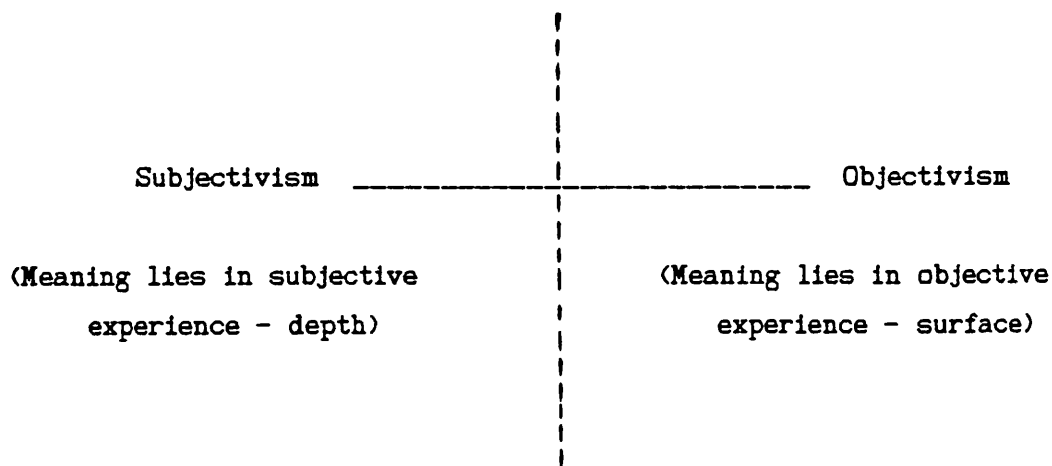 Subjectivism Objectivism
(Meaning lies in subjective (Meaning lies in objective
experience - depth) experience - surface)